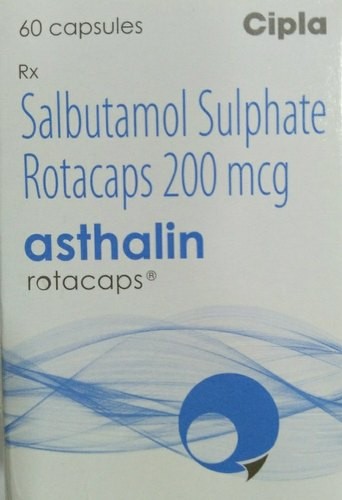 60 capsules
Cipla
Rx
Salbutamol Sulphate
Rotacaps 200 mcg
asthalin
rotacaps®